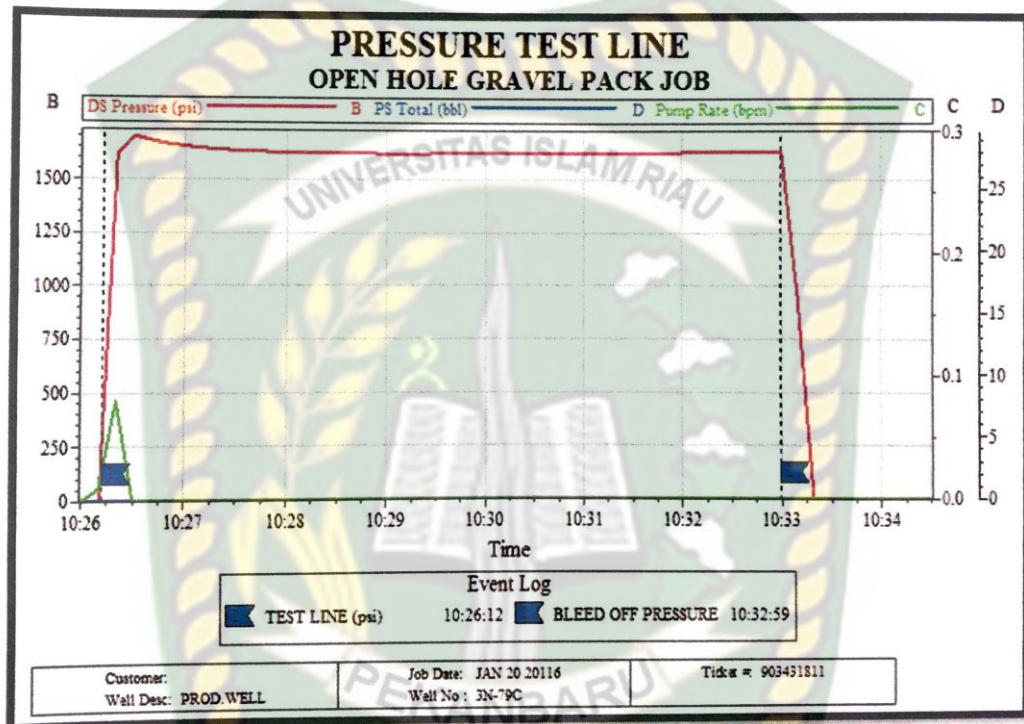 PRESSURE TEST LINE
OPEN HOLE GRAVEL PACK JOB
B DS Pressure (psi) B PS Total (bbl) D Pump Rate (bpm) C C D
1500
1250
1000
750
500
250
0
0.3
0.2
0.1
0.0
25
20
15
10
5
0
10:26 10:27 10:28 10:29 10:30 10:31 10:32 10:33 10:34
Time
Event Log
TEST LINE (psi) 10:26:12 BLEED OFF PRESSURE 10:32:59
Customer:
Well Desc: PROD.WELL
Job Date: JAN 20 20116
Well No : 3N-79C
Ticket #: 903431811
UNIVERSITAS ISLAM RIAU
PEKANBARU